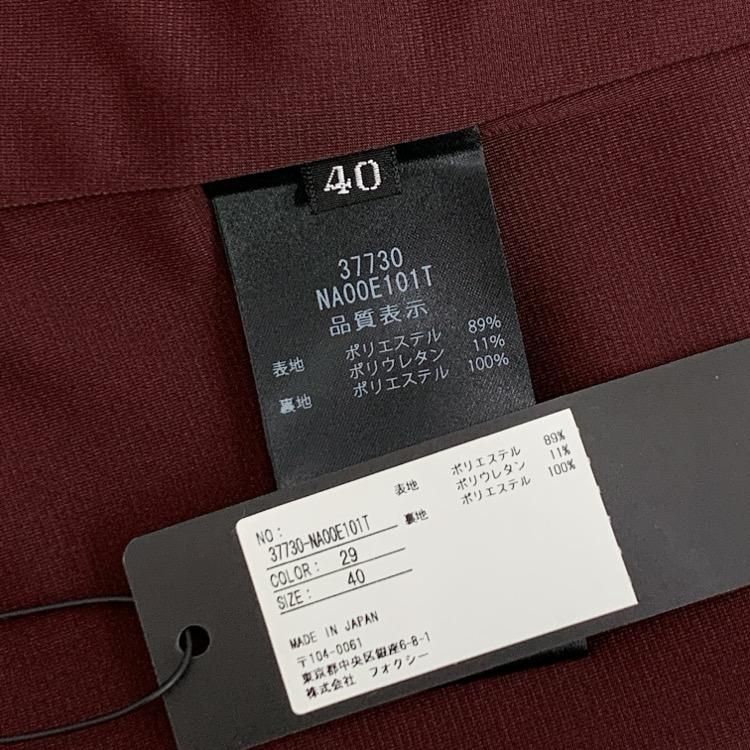 40
37730
NA00E101T
品質表示
表地 ポリエステル 89%
ポリウレタン 11%
裏地 ポリエステル 100%
表地 ポリエステル 89%
ポリウレタン 11%
裏地 ポリエステル 100%
NO:
37730-NA00E101T
COLOR: 29
SIZE: 40
MADE IN JAPAN
〒104-0061
東京都中央区銀座6-8-1
株式会社 フォクシー